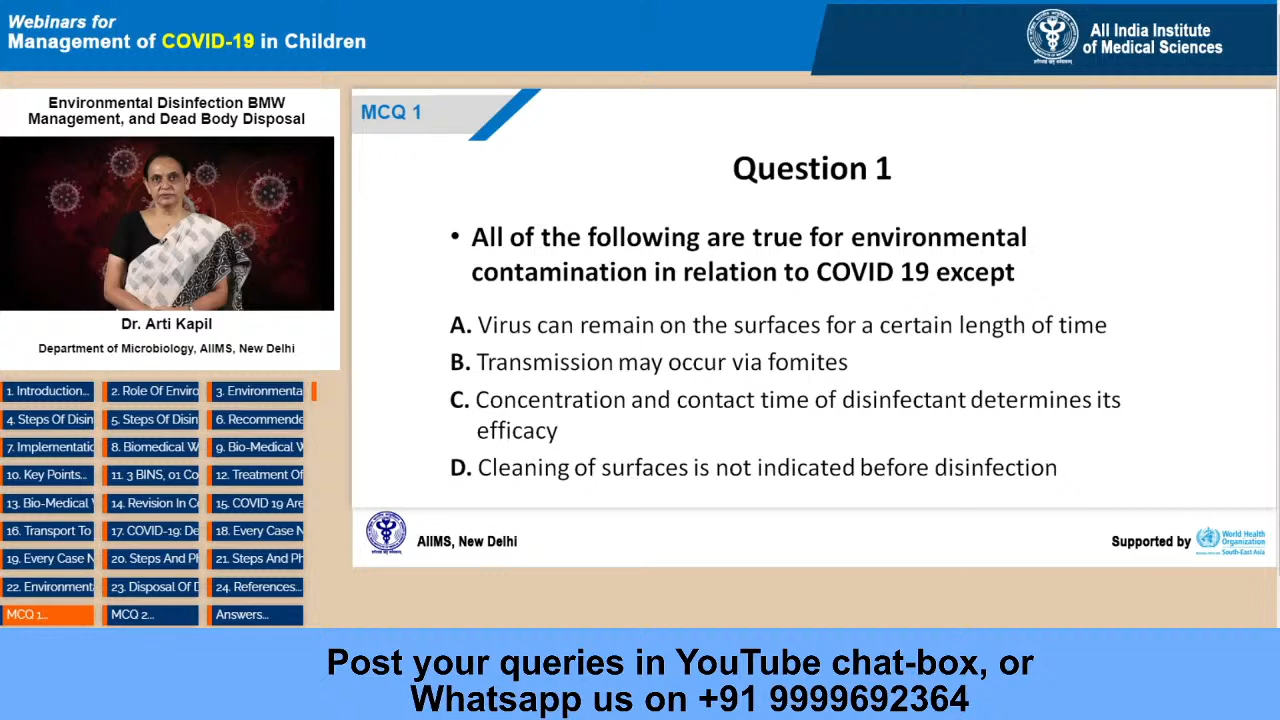 Webinars for
Management of COVID-19 in Children
All India Institute
of Medical Sciences
Environmental Disinfection BMW
Management, and Dead Body Disposal
Dr. Arti Kapil
Department of Microbiology, AIIMS, New Delhi
1. Introduction...
2. Role Of Enviro
3. Environmenta
4. Steps Of Disin
5. Steps Of Disin
6. Recommende
7. Implementatic
8. Biomedical W
9. Bio-Medical W
10. Key Points...
11. 3 BINS, 01 Co
12. Treatment Of
13. Bio-Medical
14. Revision In C
15. COVID 19 Are
16. Transport To
17. COVID-19: De
18. Every Case N
19. Every Case N
20. Steps And Ph
21. Steps And Ph
22. Environment
23. Disposal Of D
24. References...
MCQ 1...
MCQ 2...
Answers...
MCQ 1
Question 1
• All of the following are true for environmental
contamination in relation to COVID 19 except
A. Virus can remain on the surfaces for a certain length of time
B. Transmission may occur via fomites
C. Concentration and contact time of disinfectant determines its
efficacy
D. Cleaning of surfaces is not indicated before disinfection
AIIMS, New Delhi
Supported by
World Health
Organization
South-East Asia
Post your queries in YouTube chat-box, or
Whatsapp us on +91 9999692364